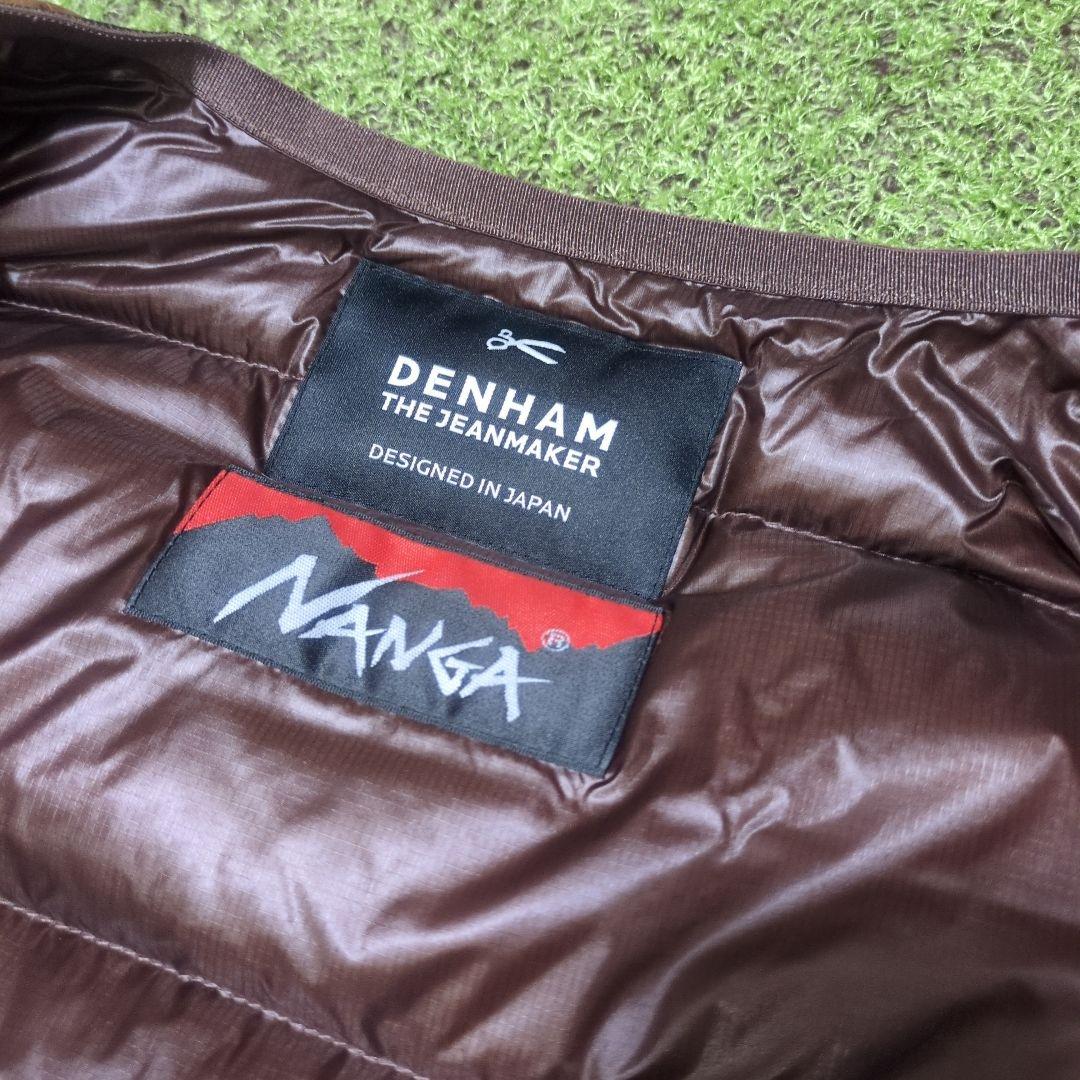 DENHAM
THE JEANMAKER
DESIGNED IN JAPAN
NANGA ®